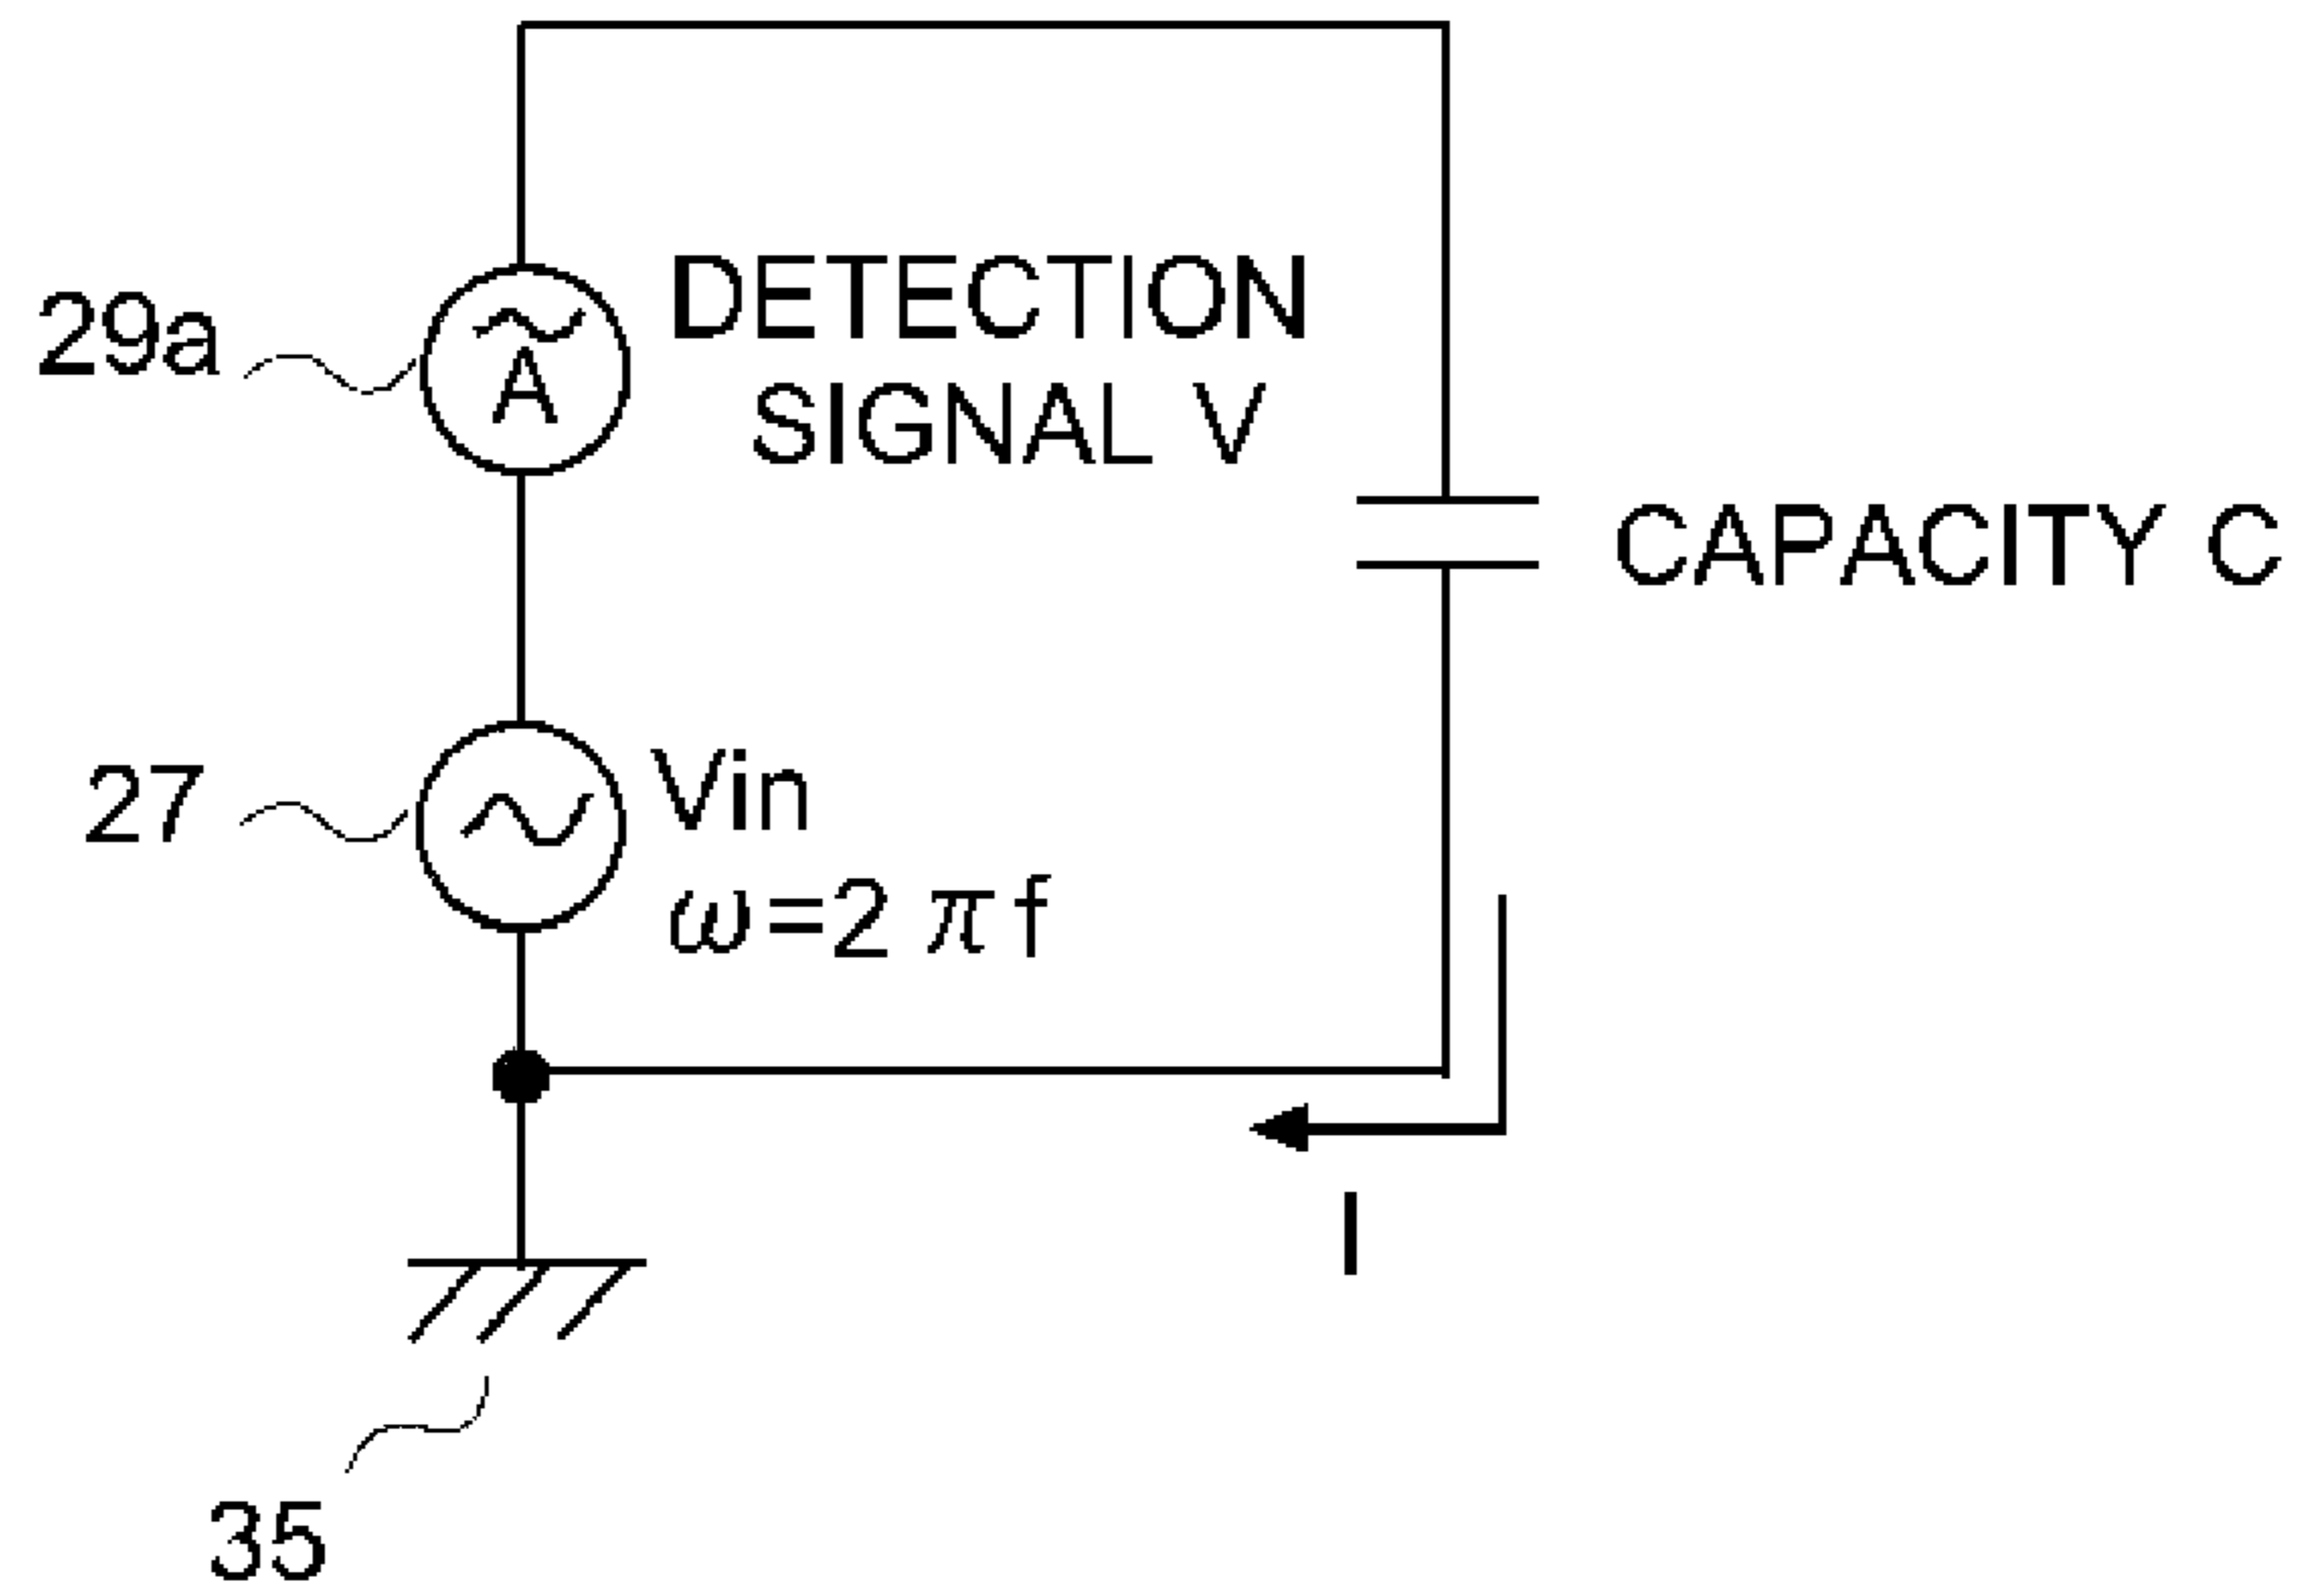 29a
A
DETECTION
SIGNAL V
CAPACITY C
27
Vin
ω=2πf
I
35